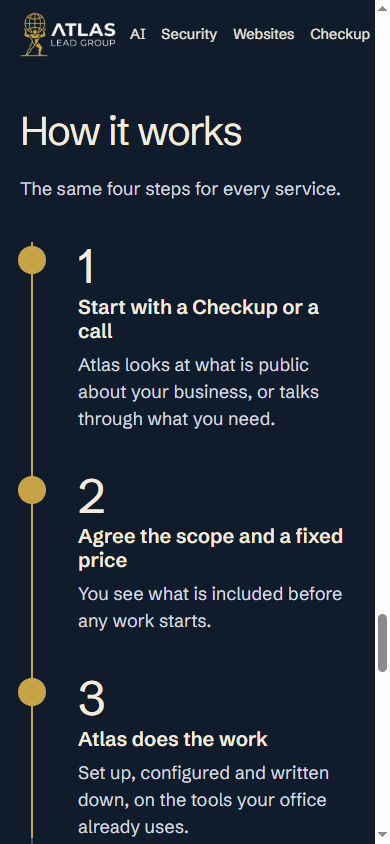 ATLAS
LEAD GROUP
AI Security Websites Checkup
How it works
The same four steps for every service.
1
Start with a Checkup or a
call
Atlas looks at what is public
about your business, or talks
through what you need.
2
Agree the scope and a fixed
price
You see what is included before
any work starts.
3
Atlas does the work
Set up, configured and written
down, on the tools your office
already uses.